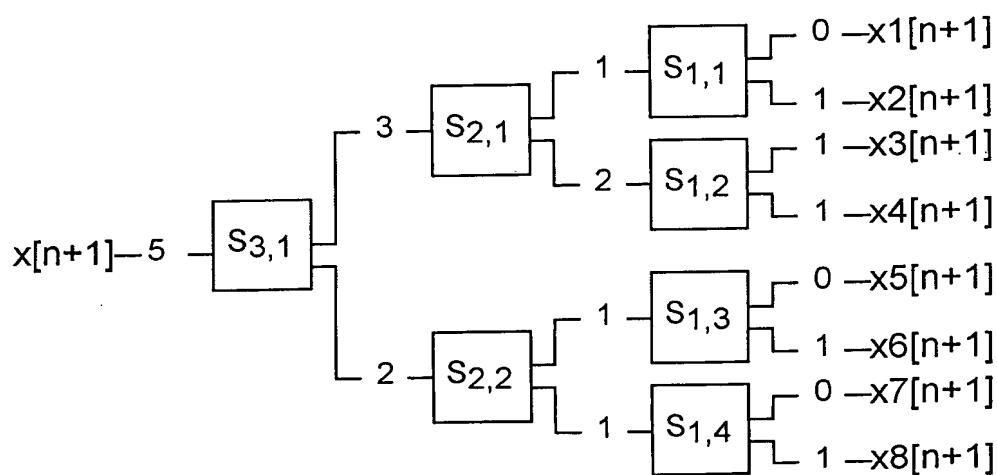 0 x1[n+1]
1 S1,1
1 x2[n+1]
3 S2,1
1 x3[n+1]
2 S1,2
1 x4[n+1]
x[n+1] 5 S3,1
0 x5[n+1]
1 S1,3
1 x6[n+1]
2 S2,2
0 x7[n+1]
1 S1,4
1 x8[n+1]